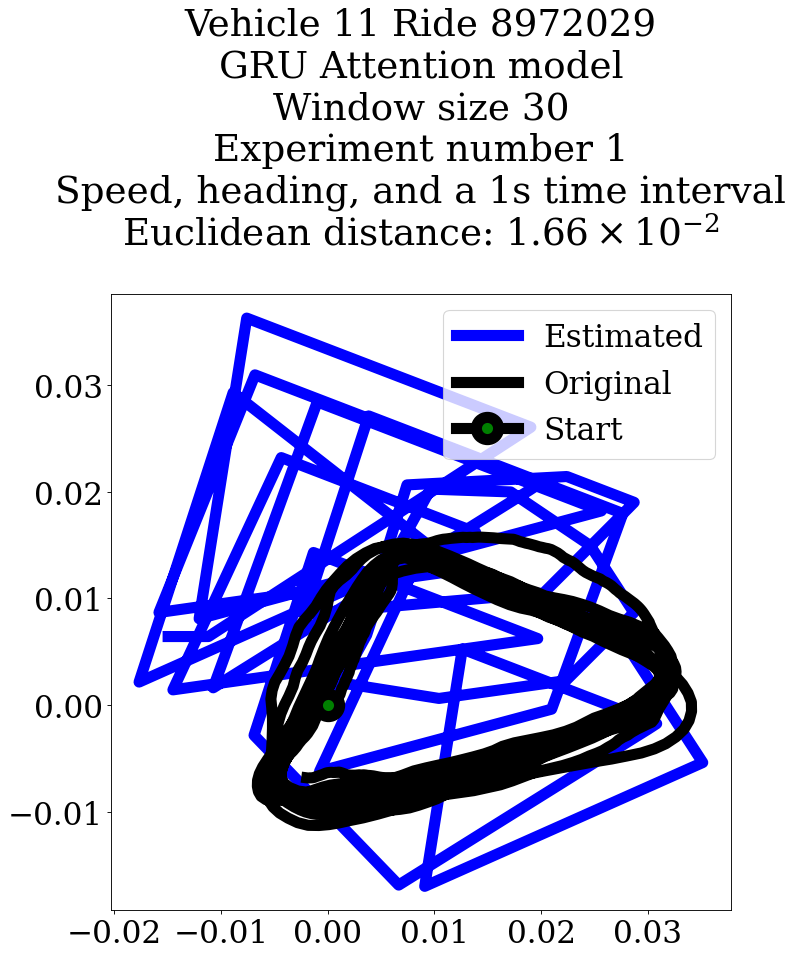 Vehicle 11 Ride 8972029
GRU Attention model
Window size 30
Experiment number 1
Speed, heading, and a 1s time interval
Euclidean distance: 1.66 × 10⁻²
Estimated
Original
Start
0.03
0.02
0.01
0.00
−0.01
−0.02 −0.01 0.00 0.01 0.02 0.03